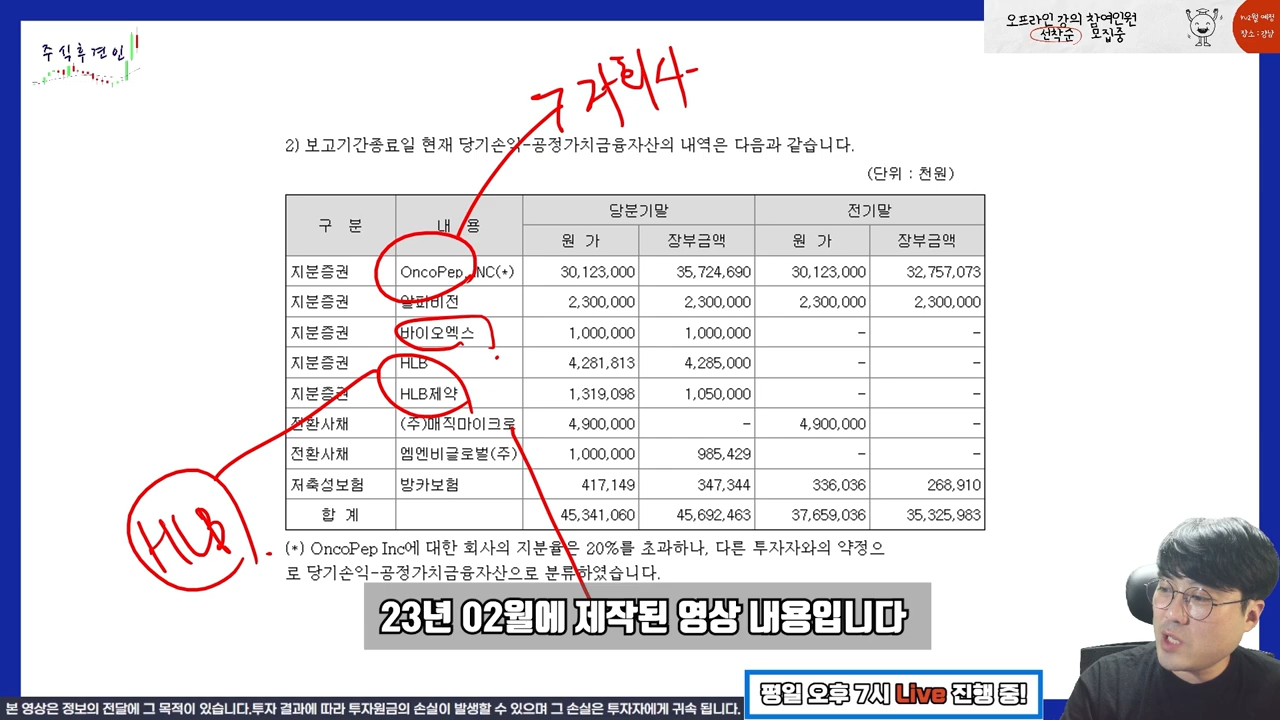 오프라인 강의 참여인원
선착순 모집중
장소 : 강남
주식후견인
구 자회사
2) 보고기간종료일 현재 당기손익-공정가치금융자산의 내역은 다음과 같습니다.
(단위 : 천원)
구 분 내 용 당분기말 전기말
원 가 장부금액 원 가 장부금액
지분증권 OncoPep INC(*) 30,123,000 35,724,690 30,123,000 32,757,073
지분증권 알파비전 2,300,000 2,300,000 2,300,000 2,300,000
지분증권 바이오엑스 1,000,000 1,000,000 - -
지분증권 HLB 4,281,813 4,285,000 - -
지분증권 HLB제약 1,319,098 1,050,000 - -
전환사채 (주)매직마이크로 4,900,000 - 4,900,000 -
전환사채 엠엔비글로벌(주) 1,000,000 985,429 - -
저축성보험 방카보험 417,149 347,344 336,036 268,910
합 계 45,341,060 45,692,463 37,659,036 35,325,983
HLB
(*) OncoPep Inc에 대한 회사의 지분율은 20%를 초과하나, 다른 투자자와의 약정으
로 당기손익-공정가치금융자산으로 분류하였습니다.
23년 02월에 제작된 영상 내용입니다
평일 오후 7시 Live 진행 중!
본 영상은 정보의 전달에 그 목적이 있습니다.투자 결과에 따라 투자원금의 손실이 발생할 수 있으며 그 손실은 투자자에게 귀속 됩니다.